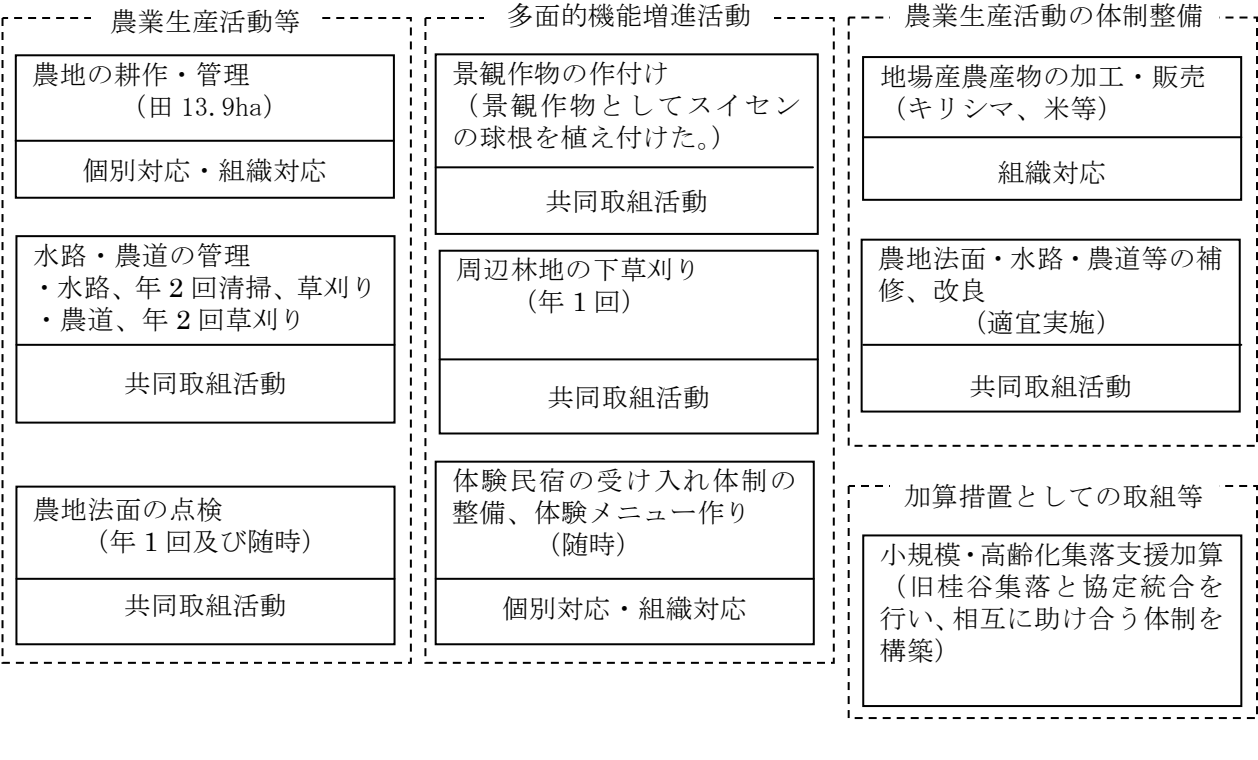 農業生産活動等
農地の耕作・管理
（田 13.9ha）
個別対応・組織対応
水路・農道の管理
・水路、年 2 回清掃、草刈り
・農道、年 2 回草刈り
共同取組活動
農地法面の点検
（年 1 回及び随時）
共同取組活動
多面的機能増進活動
景観作物の作付け
（景観作物としてスイセン
の球根を植え付けた。）
共同取組活動
周辺林地の下草刈り
（年 1 回）
共同取組活動
体験民宿の受け入れ体制の
整備、体験メニュー作り
（随時）
個別対応・組織対応
農業生産活動の体制整備
地場産農産物の加工・販売
（キリシマ、米等）
組織対応
農地法面・水路・農道等の補
修、改良
（適宜実施）
共同取組活動
加算措置としての取組等
小規模・高齢化集落支援加算
（旧桂谷集落と協定統合を
行い、相互に助け合う体制を
構築）